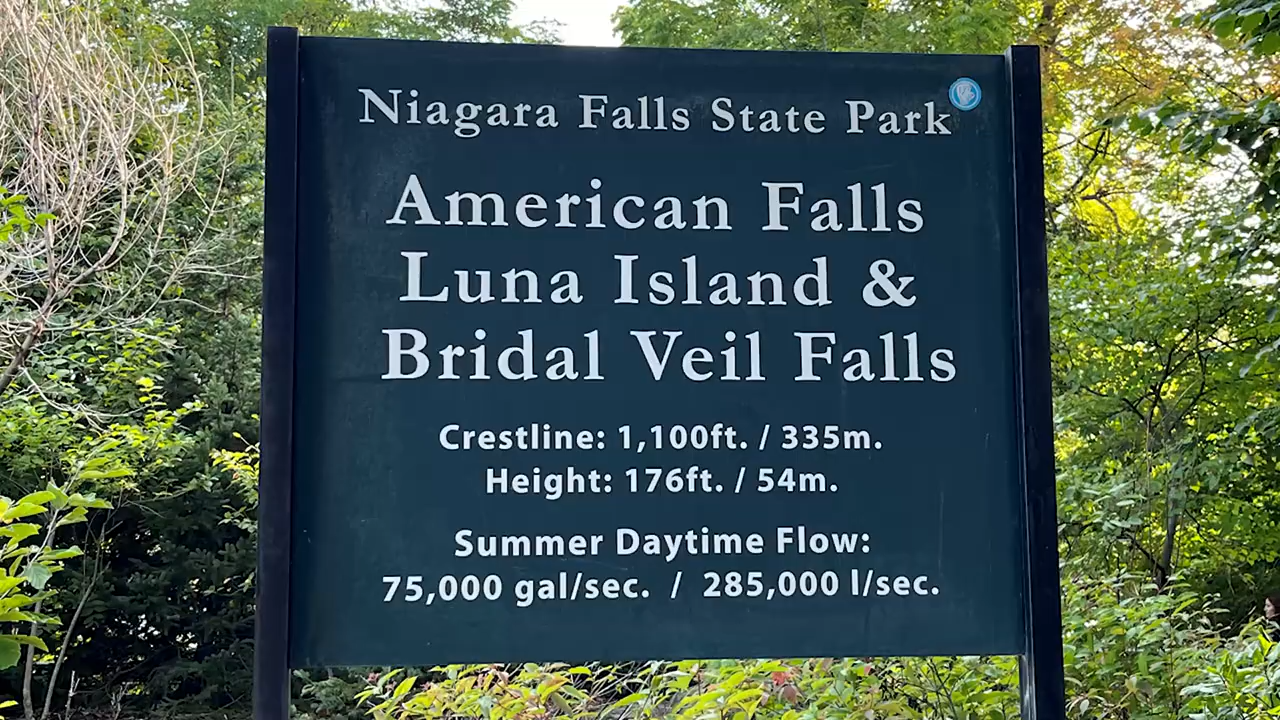 Niagara Falls State Park
American Falls
Luna Island &
Bridal Veil Falls
Crestline: 1,100ft. / 335m.
Height: 176ft. / 54m.
Summer Daytime Flow:
75,000 gal/sec. / 285,000 l/sec.